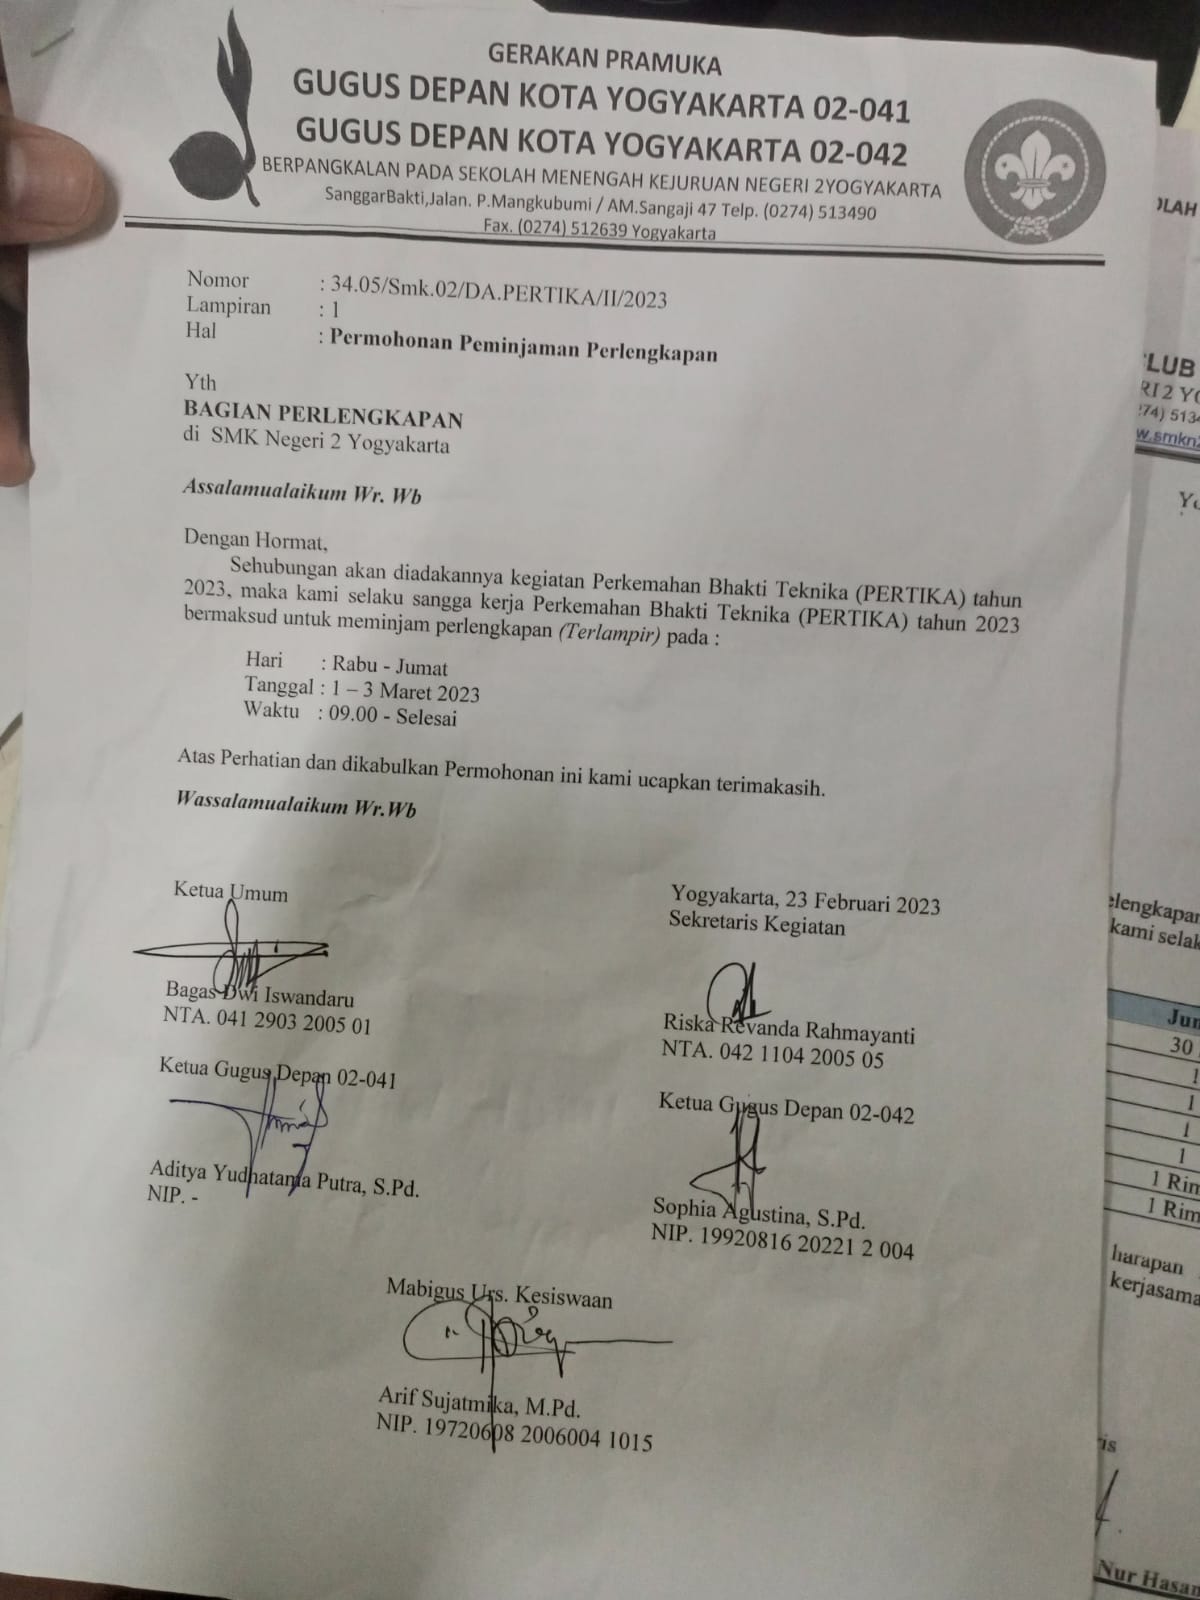 GERAKAN PRAMUKA
GUGUS DEPAN KOTA YOGYAKARTA 02-041
GUGUS DEPAN KOTA YOGYAKARTA 02-042
BERPANGKALAN PADA SEKOLAH MENENGAH KEJURUAN NEGERI 2YOGYAKARTA
SanggarBakti,Jalan. P.Mangkubumi / AM.Sangaji 47 Telp. (0274) 513490
Fax. (0274) 512639 Yogyakarta
Nomor : 34.05/Smk.02/DA.PERTIKA/II/2023
Lampiran : 1
Hal : Permohonan Peminjaman Perlengkapan
Yth
BAGIAN PERLENGKAPAN
di SMK Negeri 2 Yogyakarta
Assalamualaikum Wr. Wb
Dengan Hormat,
Sehubungan akan diadakannya kegiatan Perkemahan Bhakti Teknika (PERTIKA) tahun
2023, maka kami selaku sangga kerja Perkemahan Bhakti Teknika (PERTIKA) tahun 2023
bermaksud untuk meminjam perlengkapan (Terlampir) pada :
Hari : Rabu - Jumat
Tanggal : 1 – 3 Maret 2023
Waktu : 09.00 - Selesai
Atas Perhatian dan dikabulkan Permohonan ini kami ucapkan terimakasih.
Wassalamualaikum Wr.Wb
Yogyakarta, 23 Februari 2023
Ketua Umum
Sekretaris Kegiatan
Bagas Dwi Iswandaru
NTA. 041 2903 2005 01
Riska Revanda Rahmayanti
NTA. 042 1104 2005 05
Ketua Gugus Depan 02-041
Ketua Gugus Depan 02-042
Aditya Yudhatama Putra, S.Pd.
NIP. -
Sophia Agustina, S.Pd.
NIP. 19920816 20221 2 004
Mabigus Urs. Kesiswaan
Arif Sujatmika, M.Pd.
NIP. 19720608 2006004 1015
OLAH
CLUB
RI 2 YO
274) 513
w.smkn2
elengkapan
kami selak
Jum
30
1
1
1
1
1 Rim
1 Rim
harapan
kerjasama
ris
Nur Hasan